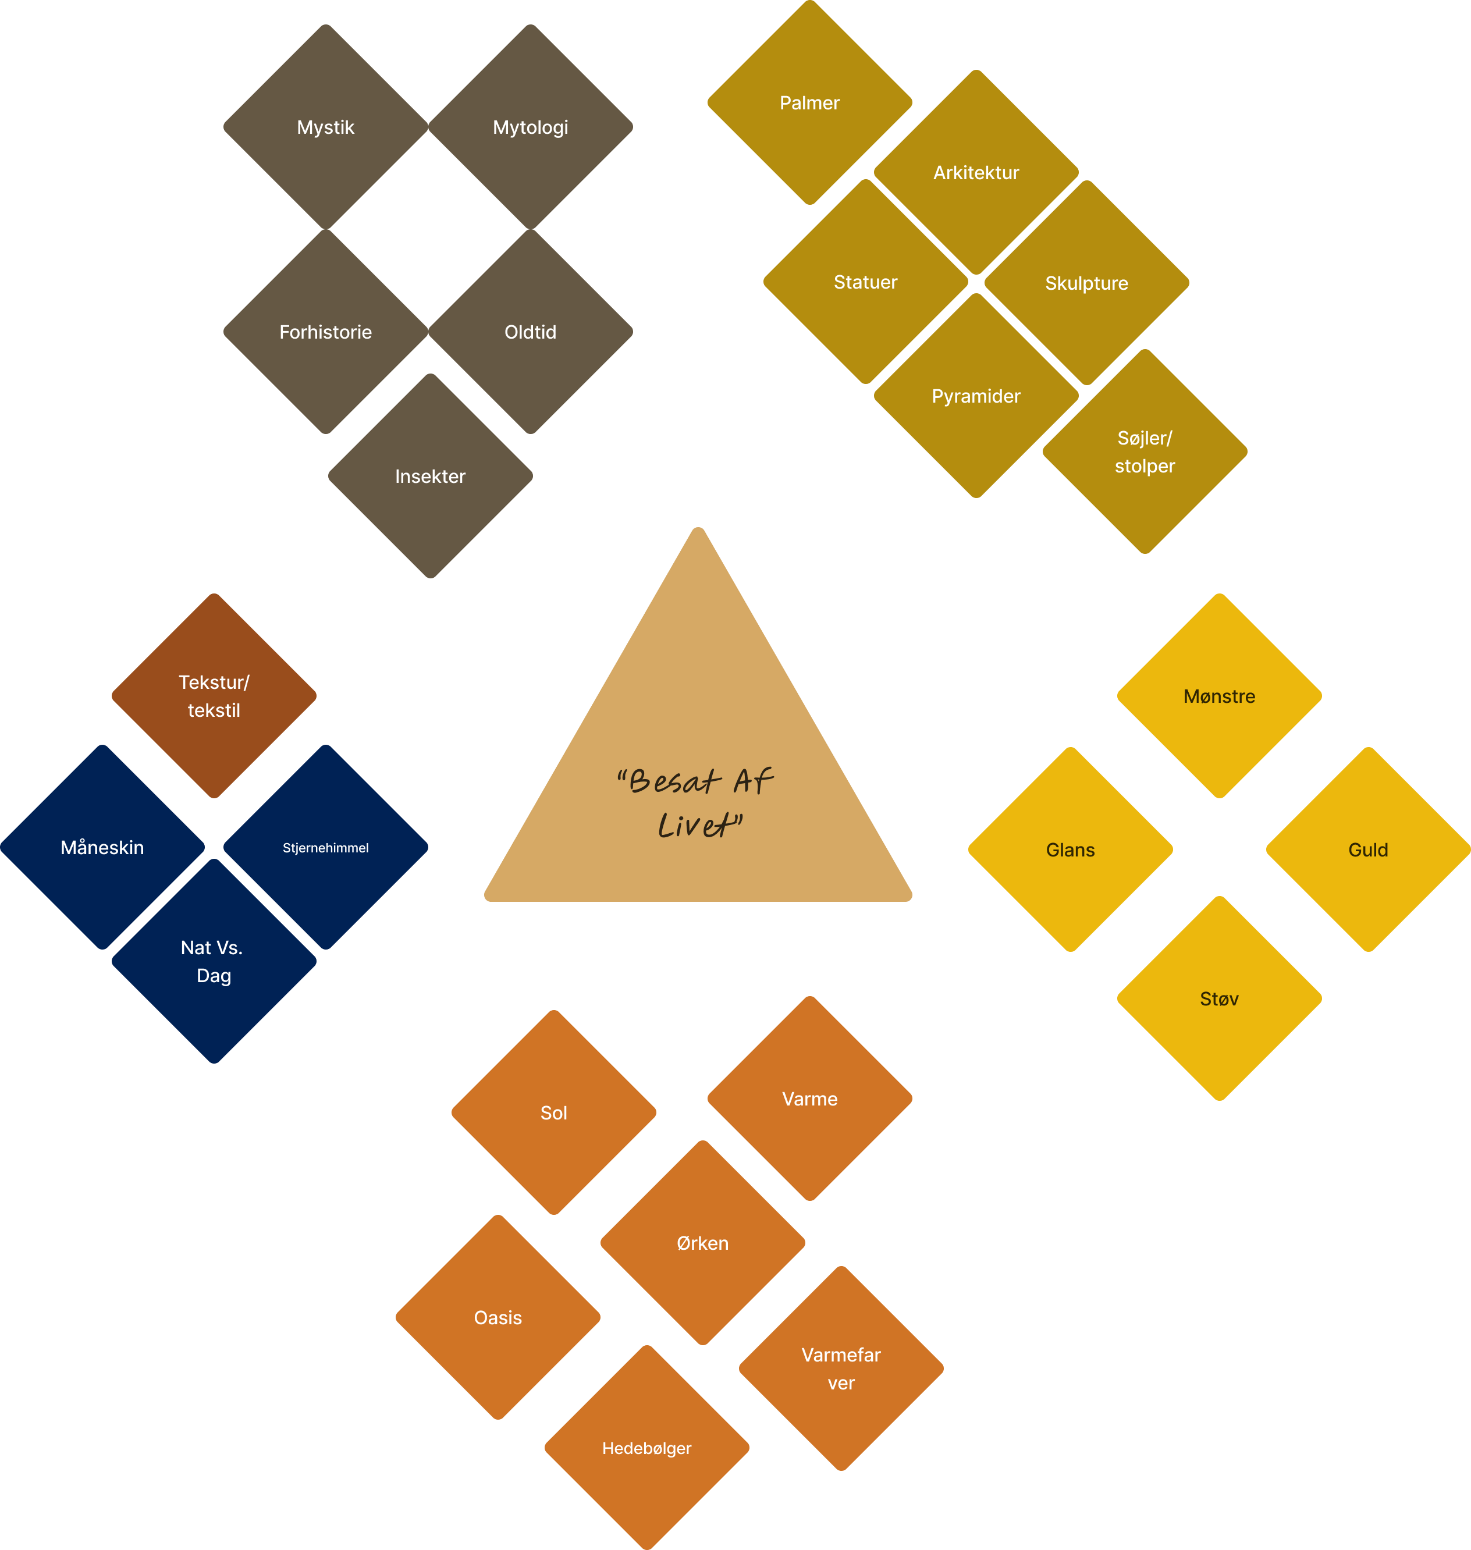 Palmer
Mystik
Mytologi
Arkitektur
Statuer
Skulpture
Forhistorie
Oldtid
Pyramider
Søjler/
stolper
Insekter
Tekstur/
tekstil
Mønstre
“Besat Af
Livet”
Måneskin
Stjernehimmel
Glans
Guld
Nat Vs.
Dag
Støv
Sol
Varme
Ørken
Oasis
Varmefar
ver
Hedebølger